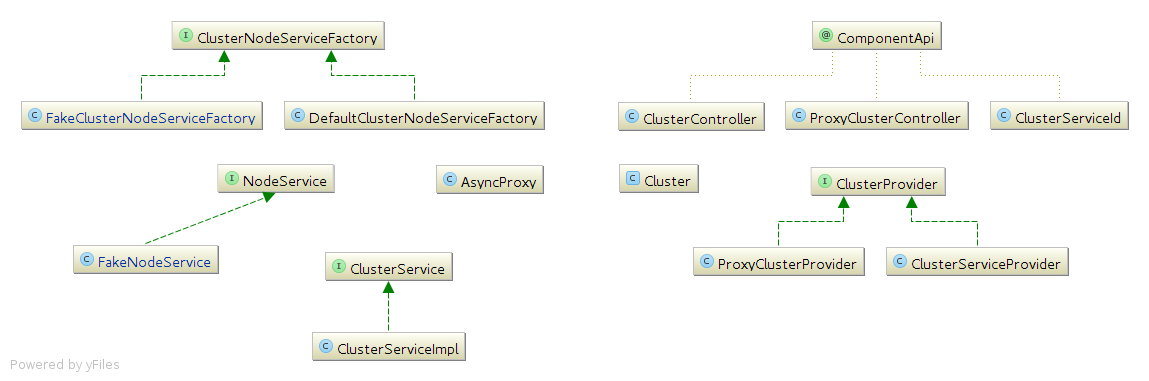 I ClusterNodeServiceFactory
@ ComponentApi
C FakeClusterNodeServiceFactory
C DefaultClusterNodeServiceFactory
C ClusterController
C ProxyClusterController
C ClusterServiceId
I NodeService
C AsyncProxy
C Cluster
I ClusterProvider
C FakeNodeService
I ClusterService
C ProxyClusterProvider
C ClusterServiceProvider
C ClusterServiceImpl
Powered by yFiles